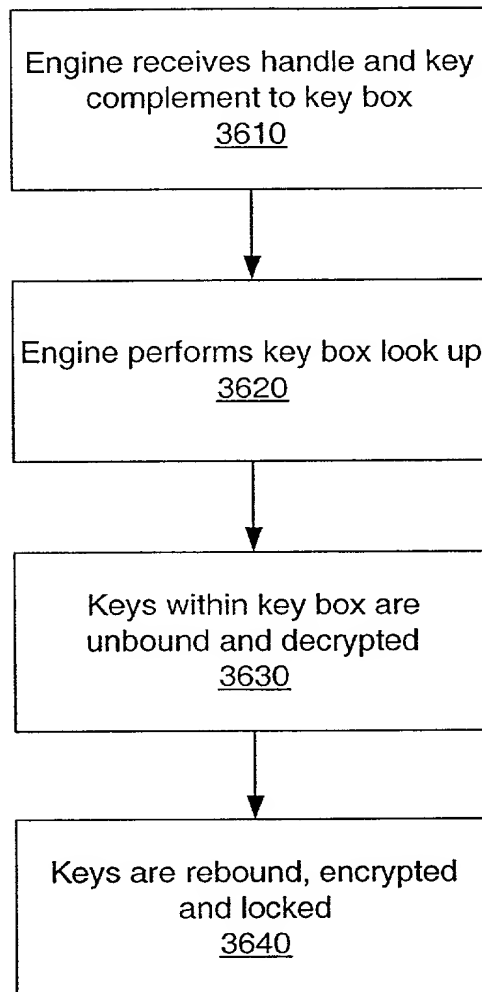 Engine receives handle and key
complement to key box
3610
Engine performs key box look up
3620
Keys within key box are
unbound and decrypted
3630
Keys are rebound, encrypted
and locked
3640